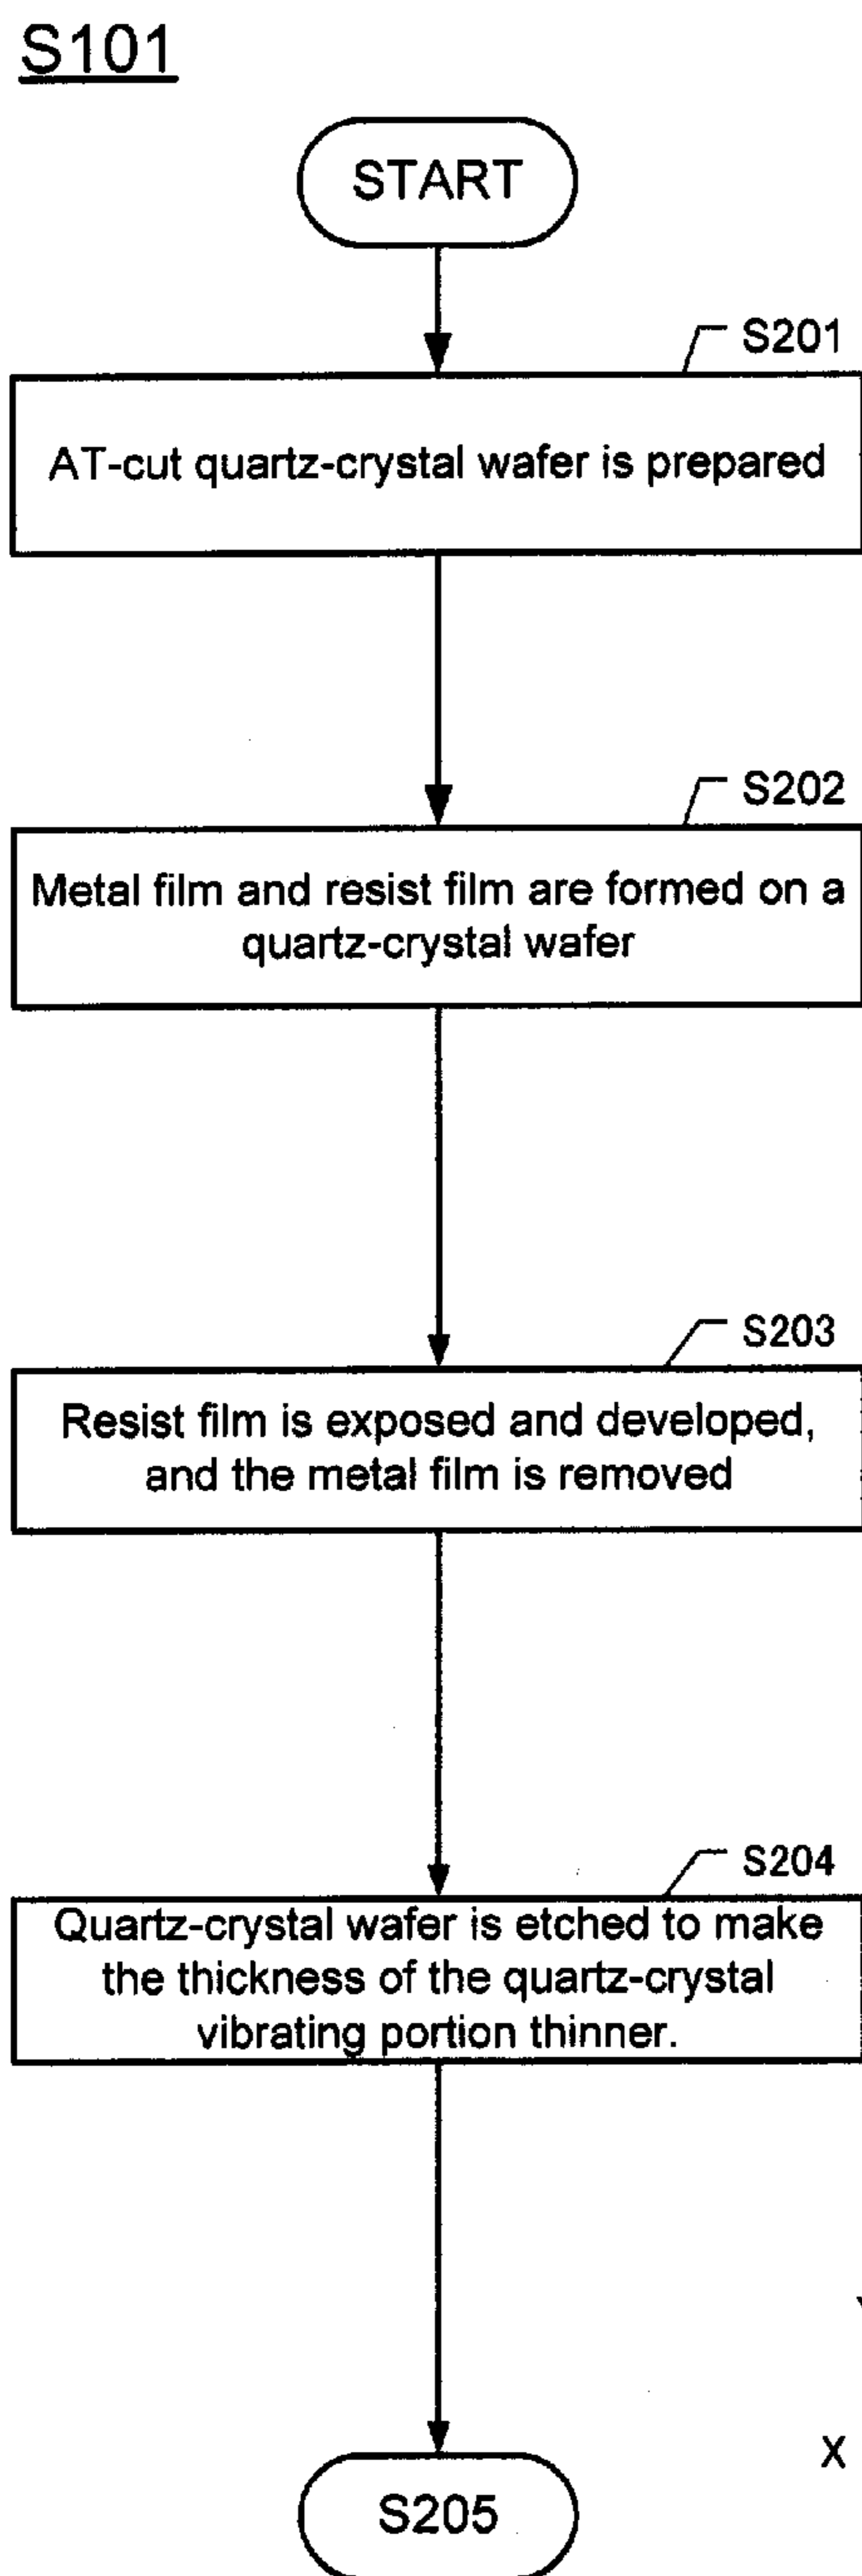 S101
START
S201
AT-cut quartz-crystal wafer is prepared
S202
Metal film and resist film are formed on a
quartz-crystal wafer
S203
Resist film is exposed and developed,
and the metal film is removed
S204
Quartz-crystal wafer is etched to make
the thickness of the quartz-crystal
vibrating portion thinner.
X
S205